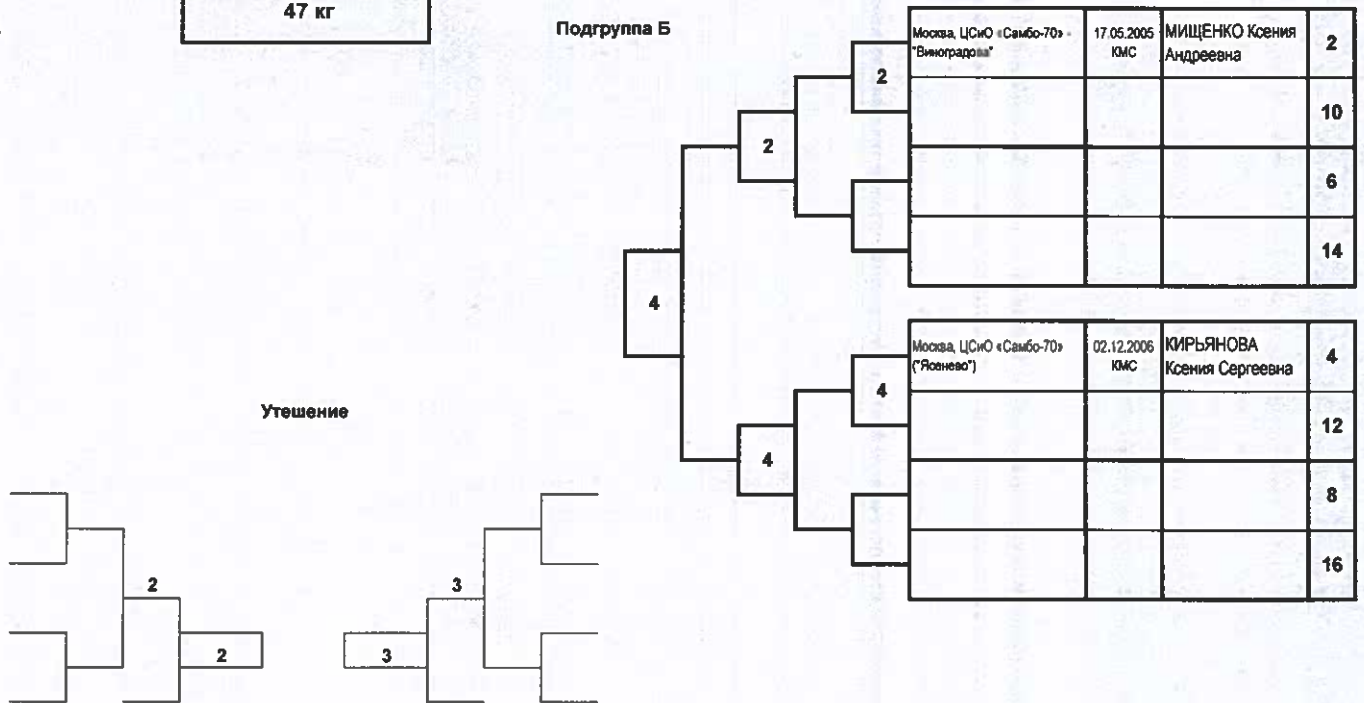 47 кг
Подгруппа Б
Москва, ЦСиО «Самбо-70» -
"Виноградова"
17.05.2005
КМС
МИЩЕНКО Ксения
Андреевна
2
2
10
2
6
14
4
Москва, ЦСиО «Самбо-70»
("Ясенево")
02.12.2006
КМС
КИРЬЯНОВА
Ксения Сергеевна
4
4
12
4
8
16
Утешение
2
3
2
3